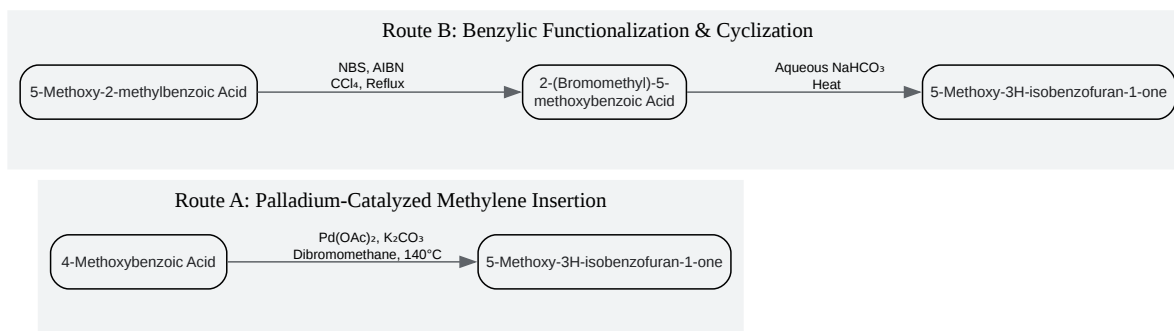 Route B: Benzylic Functionalization & Cyclization
5-Methoxy-2-methylbenzoic Acid
NBS, AIBN
CCl₄, Reflux
2-(Bromomethyl)-5-
methoxybenzoic Acid
Aqueous NaHCO₃
Heat
5-Methoxy-3H-isobenzofuran-1-one
Route A: Palladium-Catalyzed Methylene Insertion
4-Methoxybenzoic Acid
Pd(OAc)₂, K₂CO₃
Dibromomethane, 140°C
5-Methoxy-3H-isobenzofuran-1-one